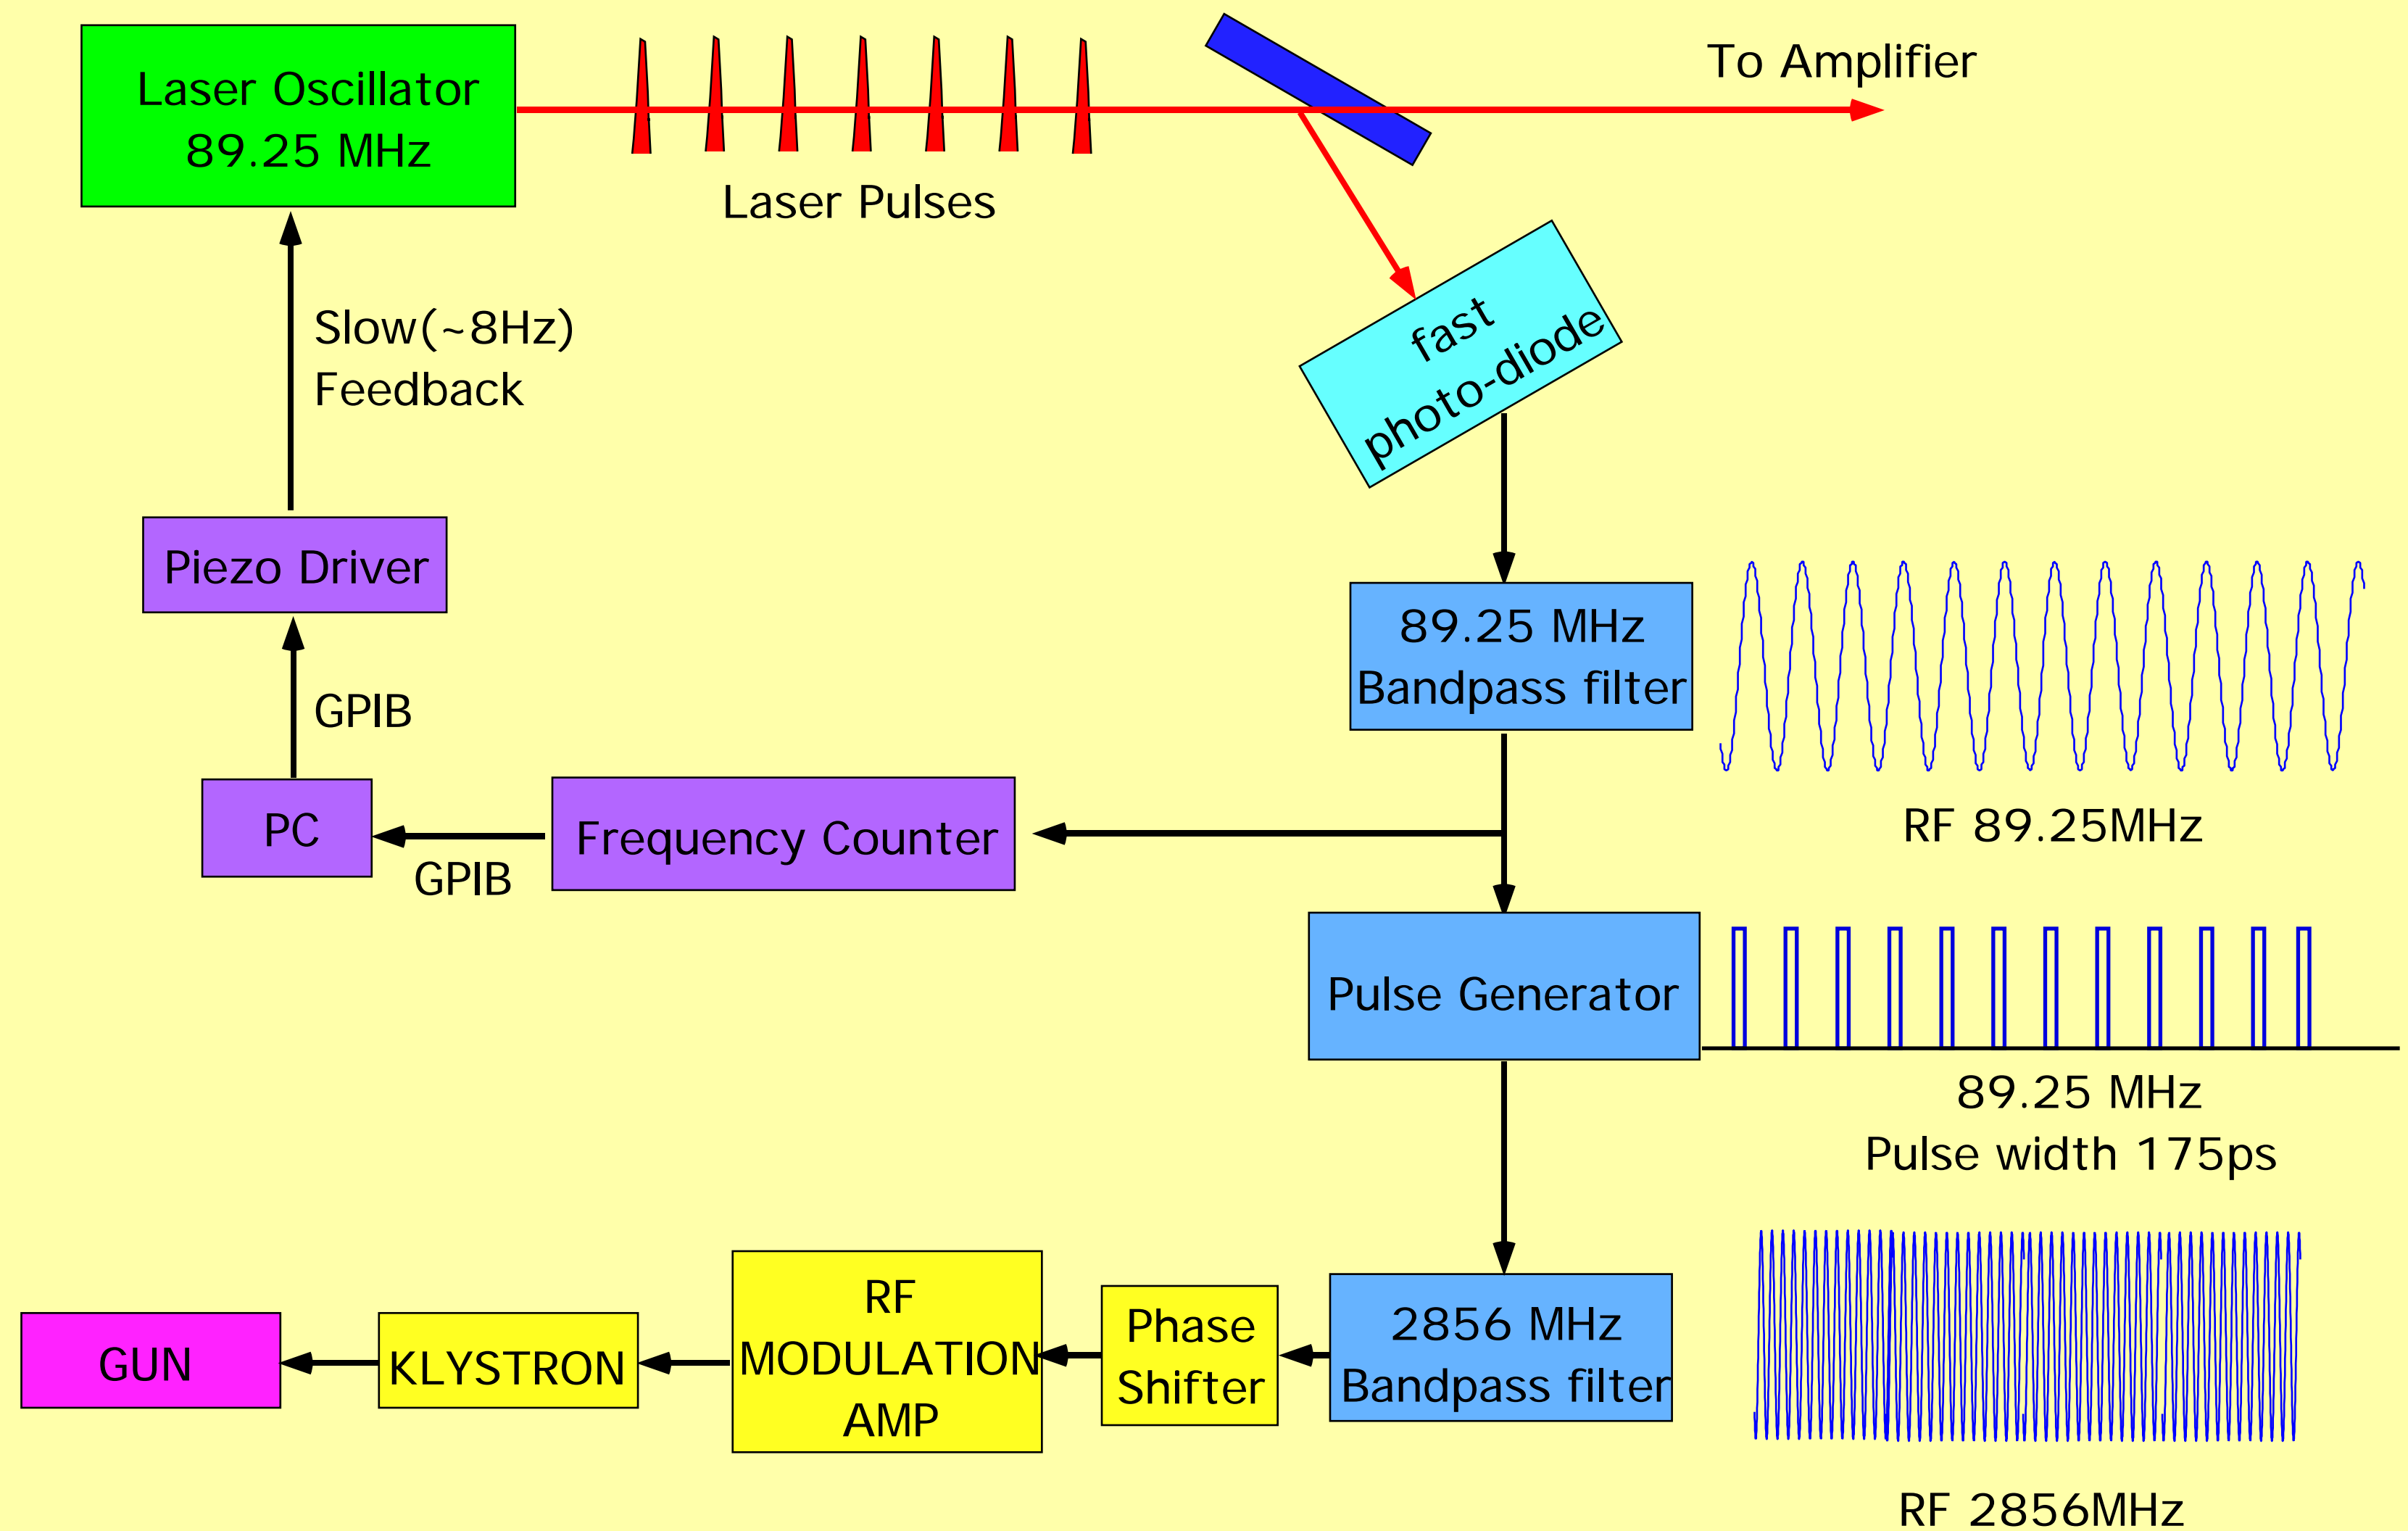 Laser Oscillator
89.25 MHz
Laser Pulses
To Amplifier
fast
photo-diode
Slow(~8Hz)
Feedback
Piezo Driver
89.25 MHz
Bandpass filter
GPIB
PC
GPIB
Frequency Counter
RF 89.25MHz
Pulse Generator
89.25 MHz
Pulse width 175ps
GUN
KLYSTRON
RF
MODULATION
AMP
Phase
Shifter
2856 MHz
Bandpass filter
RF 2856MHz